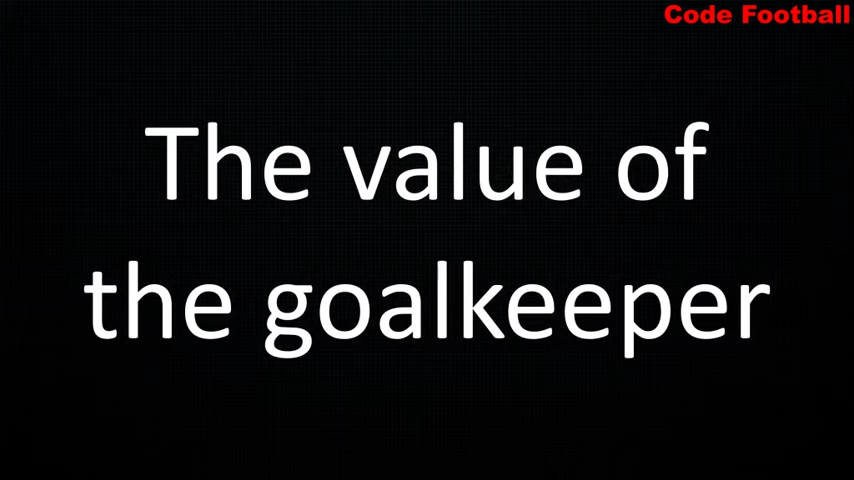 Code Football
The value of
the goalkeeper